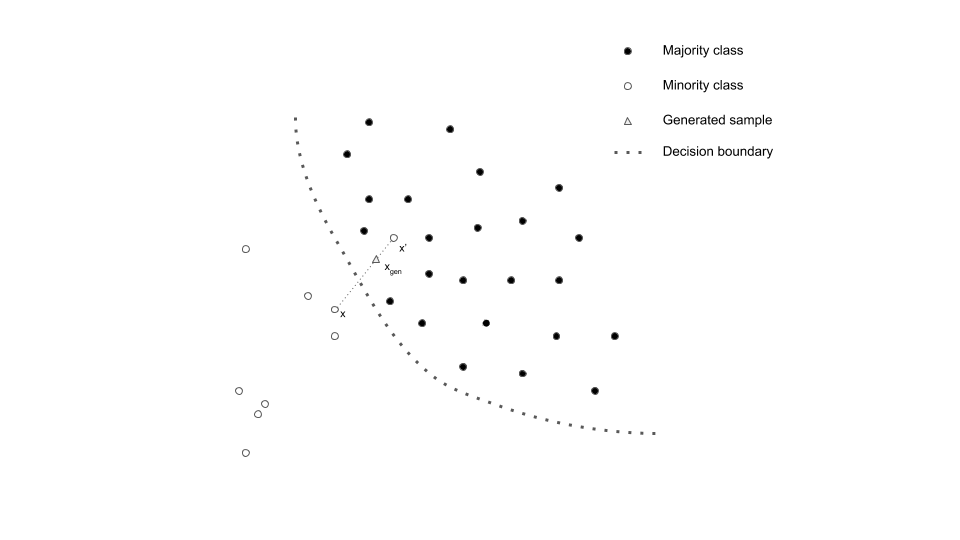 Majority class
Minority class
Generated sample
Decision boundary
x'
xgen
x